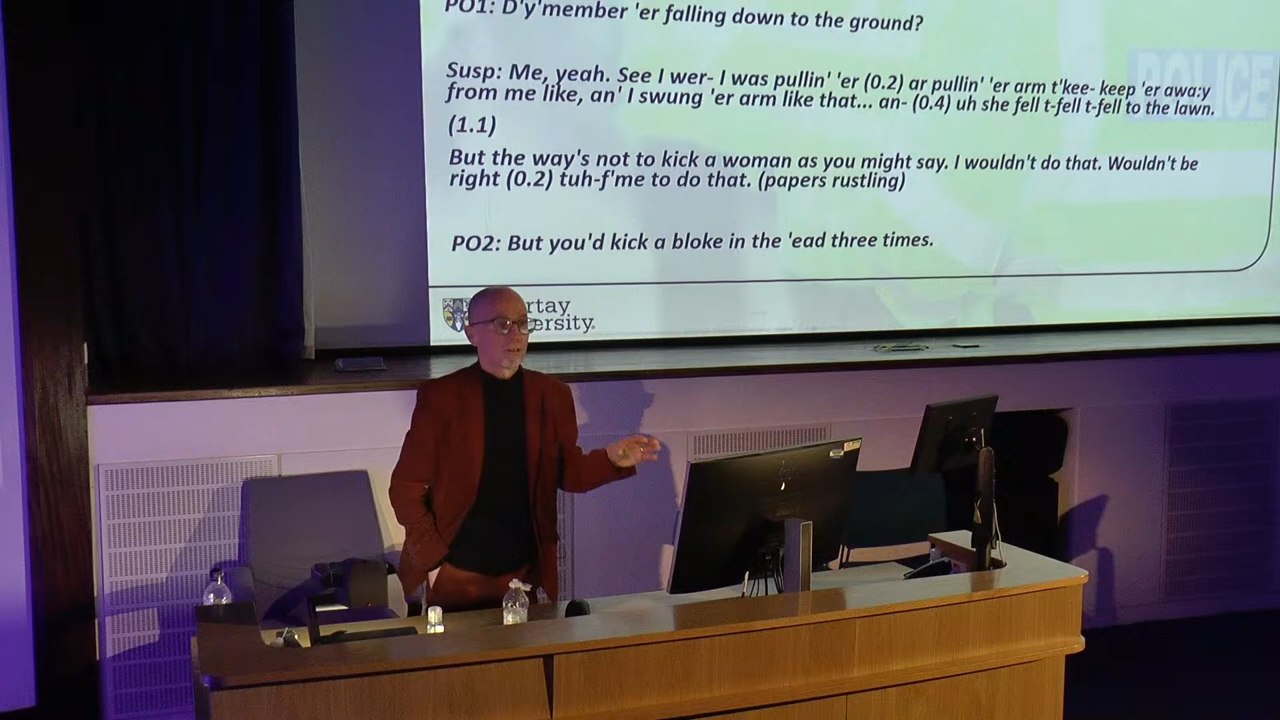 PO1: D'y'member 'er falling down to the ground?
Susp: Me, yeah. See I wer- I was pullin' 'er (0.2) ar pullin' 'er arm t'kee- keep 'er awa:y
from me like, an' I swung 'er arm like that... an- (0.4) uh she fell t-fell t-fell to the lawn.
(1.1)
But the way's not to kick a woman as you might say. I wouldn't do that. Wouldn't be
right (0.2) tuh-f'me to do that. (papers rustling)
PO2: But you'd kick a bloke in the 'ead three times.
POLICE
rtay
ersity.